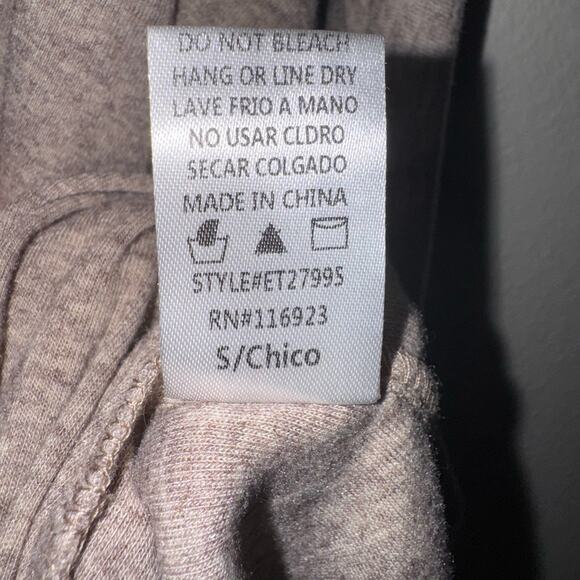 DO NOT BLEACH
HANG OR LINE DRY
LAVE FRIO A MANO
NO USAR CLDRO
SECAR COLGADO
MADE IN CHINA
STYLE#ET27995
RN#116923
S/Chico